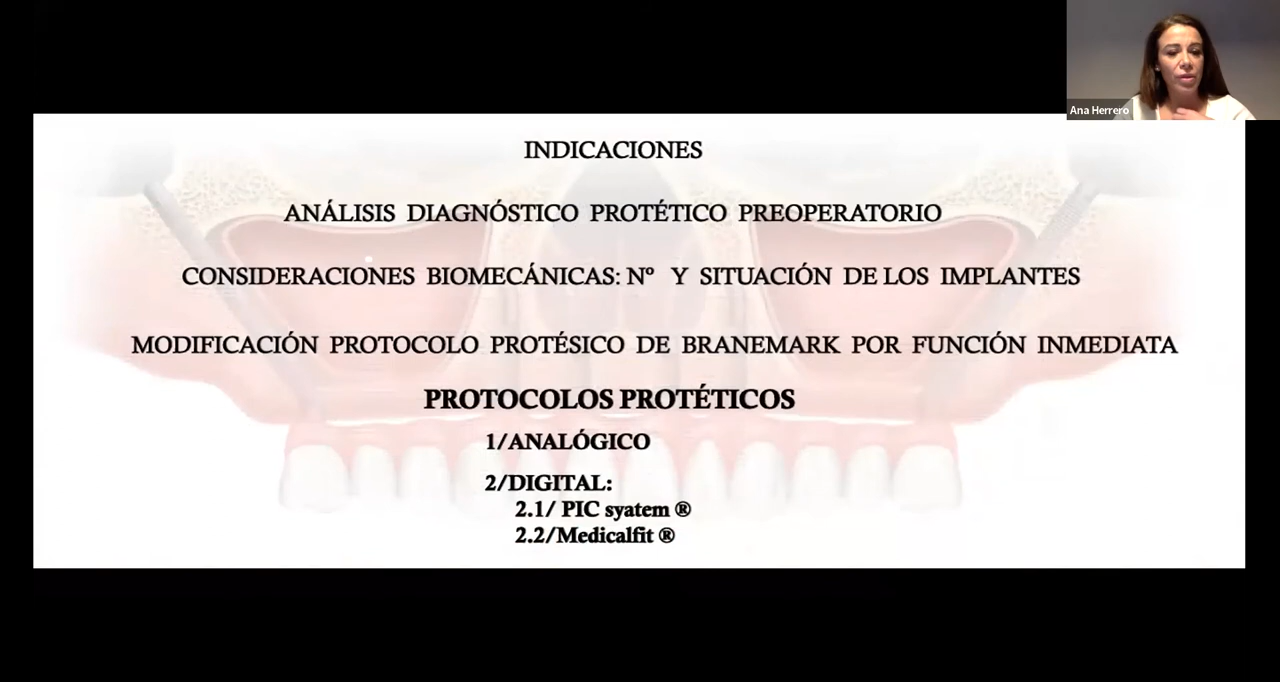 Ana Herrero
INDICACIONES
ANÁLISIS DIAGNÓSTICO PROTÉTICO PREOPERATORIO
CONSIDERACIONES BIOMECÁNICAS: Nº Y SITUACIÓN DE LOS IMPLANTES
MODIFICACIÓN PROTOCOLO PROTÉSICO DE BRANEMARK POR FUNCIÓN INMEDIATA
PROTOCOLOS PROTÉTICOS
1/ANALÓGICO
2/DIGITAL:
2.1/ PIC syatem ®
2.2/Medicalfit ®